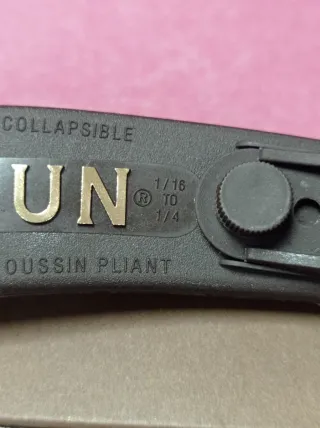 COLLAPSIBLE
UN® 1/16
TO
1/4
OUSSIN PLIANT